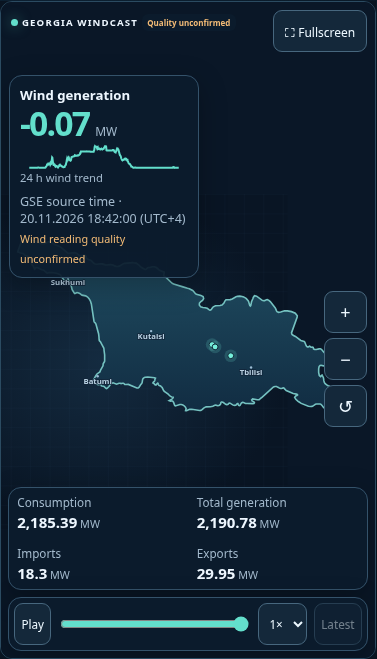 GEORGIA WINDCAST Quality unconfirmed
Fullscreen
Wind generation
-0.07 MW
24 h wind trend
GSE source time ·
20.11.2026 18:42:00 (UTC+4)
Wind reading quality
unconfirmed
Sukhumi
Kutaisi
Tbilisi
Batumi
+
−
↺
Consumption
2,185.39 MW
Total generation
2,190.78 MW
Imports
18.3 MW
Exports
29.95 MW
Play
1×
Latest